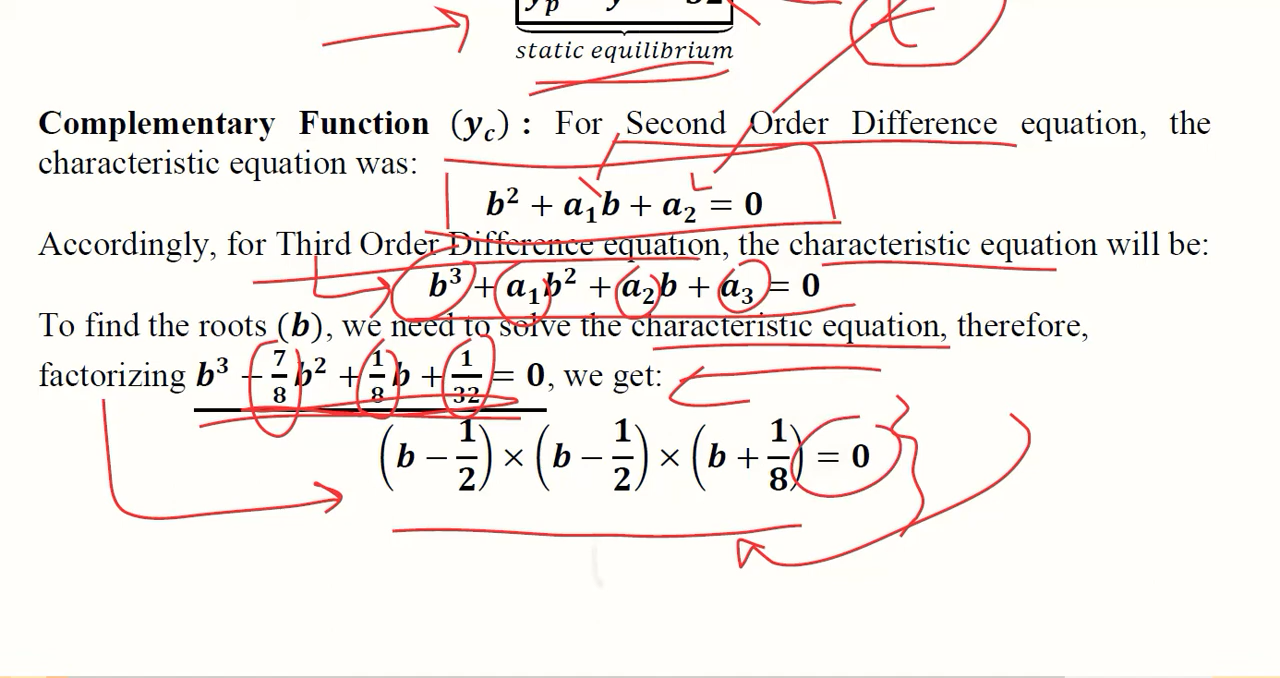 static equilibrium
Complementary Function (y_c) : For Second Order Difference equation, the
characteristic equation was:
b² + a₁b + a₂ = 0
Accordingly, for Third Order Difference equation, the characteristic equation will be:
b³ + a₁b² + a₂b + a₃ = 0
To find the roots (b), we need to solve the characteristic equation, therefore,
factorizing b³ − 7/8 b² + 1/8 b + 1/32 = 0, we get:
(b − 1/2) × (b − 1/2) × (b + 1/8) = 0